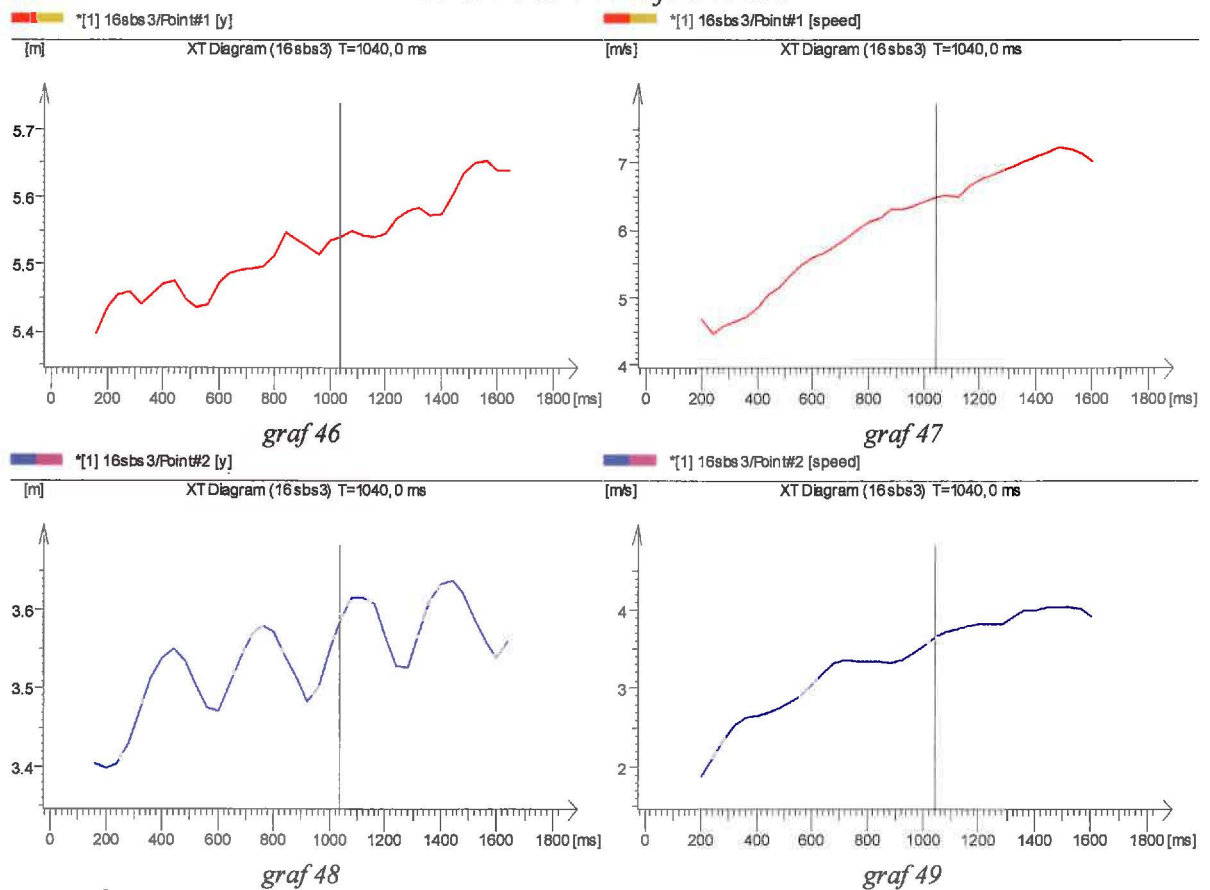 *[1] 16sbs3/Point#1 [y]
[m] XT Diagram (16sbs3) T=1040,0 ms
5.7
5.6
5.5
5.4
0 200 400 600 800 1000 1200 1400 1600 1800 [ms]
graf 46
*[1] 16sbs3/Point#1 [speed]
[m/s] XT Diagram (16sbs3) T=1040,0 ms
7
6
5
4
0 200 400 600 800 1000 1200 1400 1600 1800 [ms]
graf 47
*[1] 16sbs3/Point#2 [y]
[m] XT Diagram (16sbs3) T=1040,0 ms
3.6
3.5
3.4
0 200 400 600 800 1000 1200 1400 1600 1800 [ms]
graf 48
*[1] 16sbs3/Point#2 [speed]
[m/s] XT Diagram (16sbs3) T=1040,0 ms
4
3
2
0 200 400 600 800 1000 1200 1400 1600 1800 [ms]
graf 49